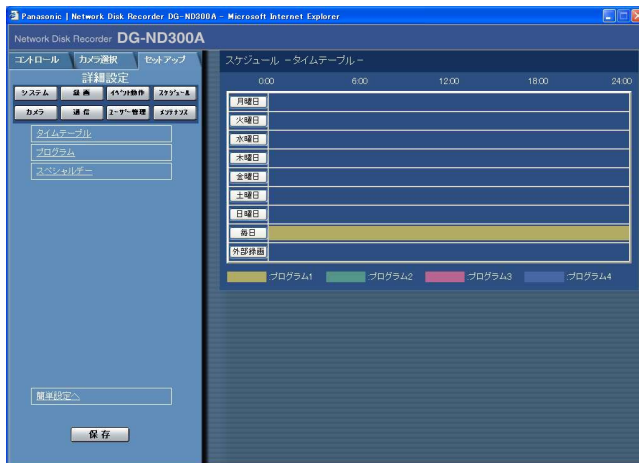 Panasonic | Network Disk Recorder DG-ND300A - Microsoft Internet Explorer
Network Disk Recorder DG-ND300A
コントロール カメラ選択 セットアップ
詳細設定
システム 録画 イベント動作 スケジュール
カメラ 通信 ユーザー管理 メンテナンス
タイムテーブル
プログラム
スペシャルデー
簡単設定へ
保存
スケジュール -タイムテーブル-
0:00 6:00 12:00 18:00 24:00
月曜日
火曜日
水曜日
木曜日
金曜日
土曜日
日曜日
毎日
外部録画
:プログラム1 :プログラム2 :プログラム3 :プログラム4